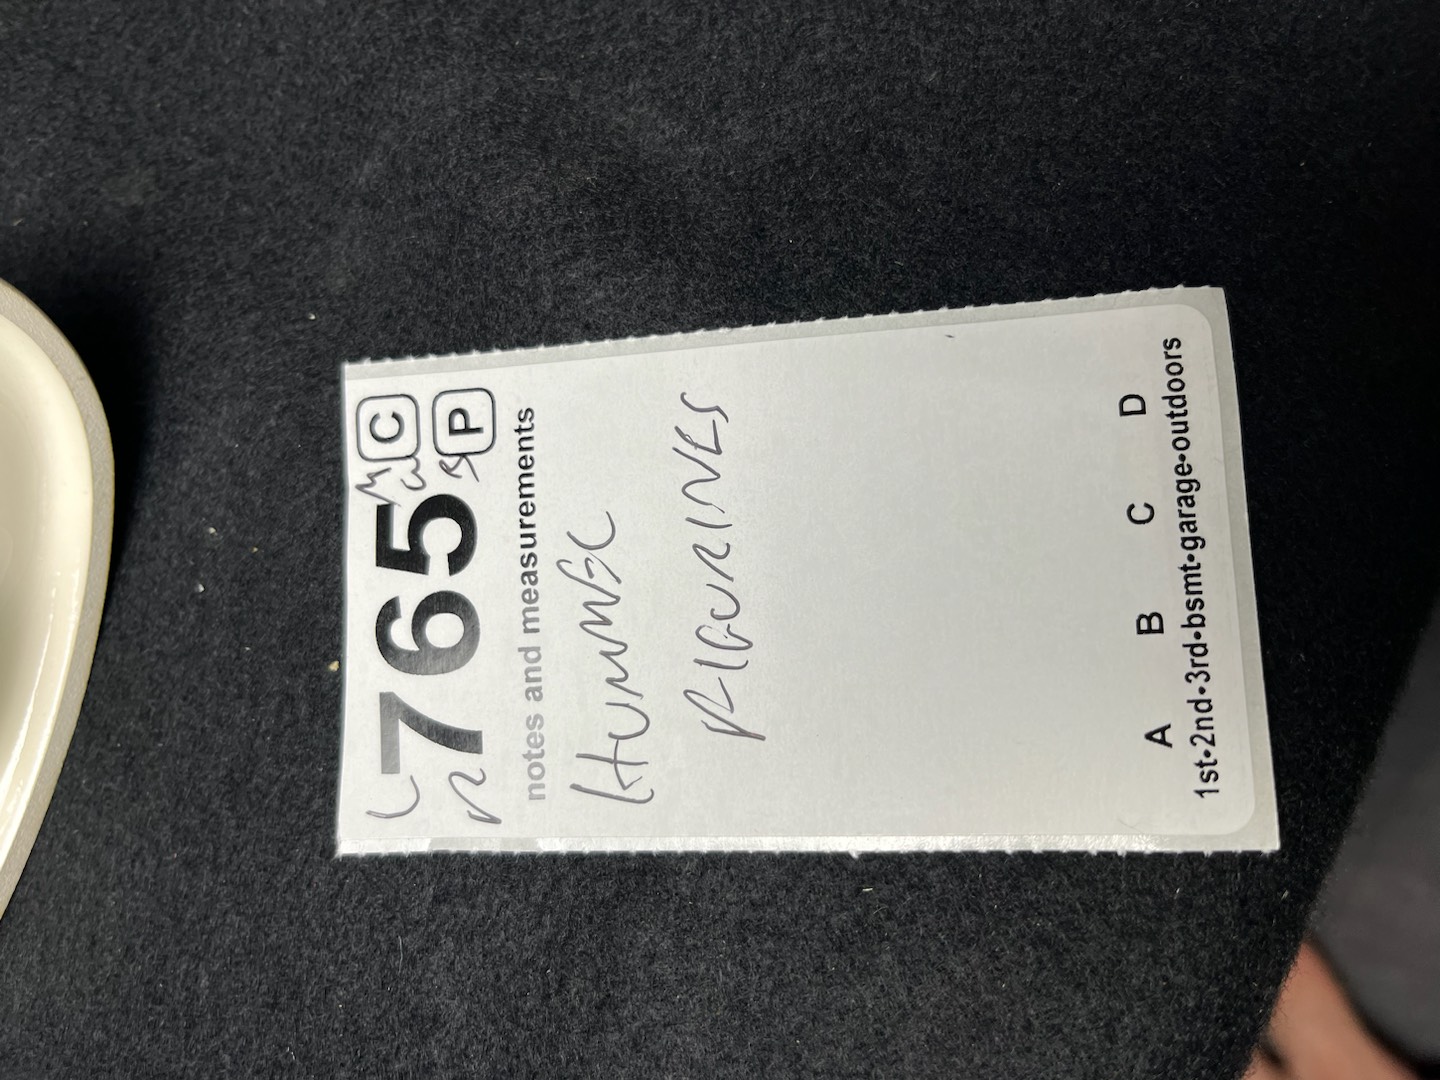 765 C
P
notes and measurements
HUMMEL
FIGURINES
A B C D
1st•2nd•3rd•bsmt•garage•outdoors